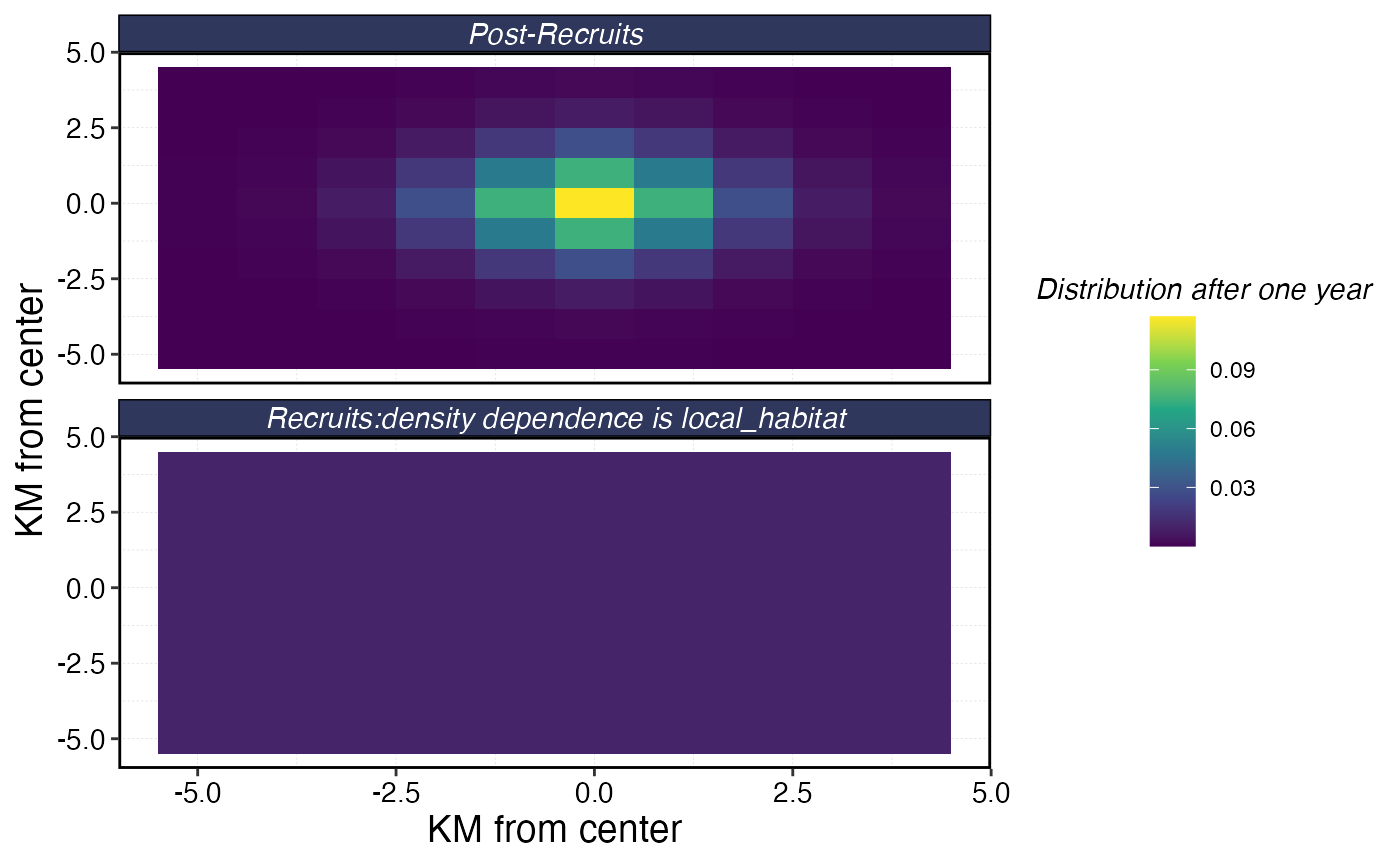 Post-Recruits
5.0
2.5
0.0
-2.5
-5.0
Recruits:density dependence is local_habitat
5.0
2.5
0.0
-2.5
-5.0
-5.0 -2.5 0.0 2.5 5.0
KM from center
KM from center
Distribution after one year
0.09
0.06
0.03